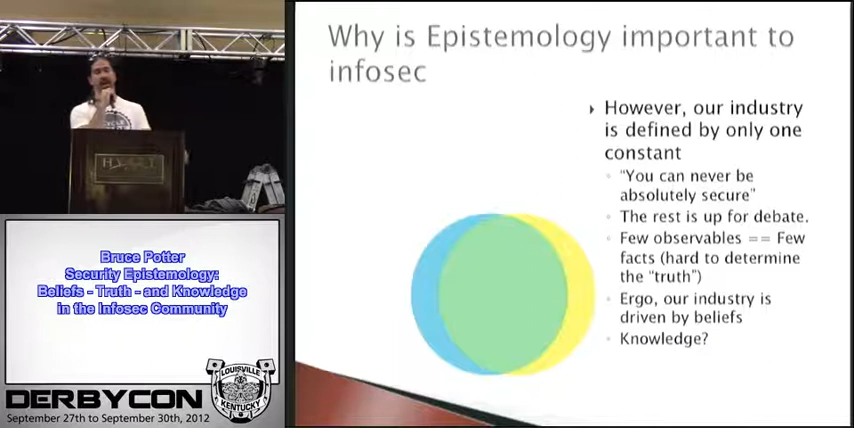 Why is Epistemology important to
infosec
However, our industry
is defined by only one
constant
"You can never be
absolutely secure"
The rest is up for debate.
Few observables == Few
facts (hard to determine
the "truth")
Ergo, our industry is
driven by beliefs
Knowledge?
HYATT
Bruce Potter
Security Epistemology:
Beliefs - Truth - and Knowledge
in the Infosec Community
LOUISVILLE
KENTUCKY
DERBYCON
September 27th to September 30th, 2012